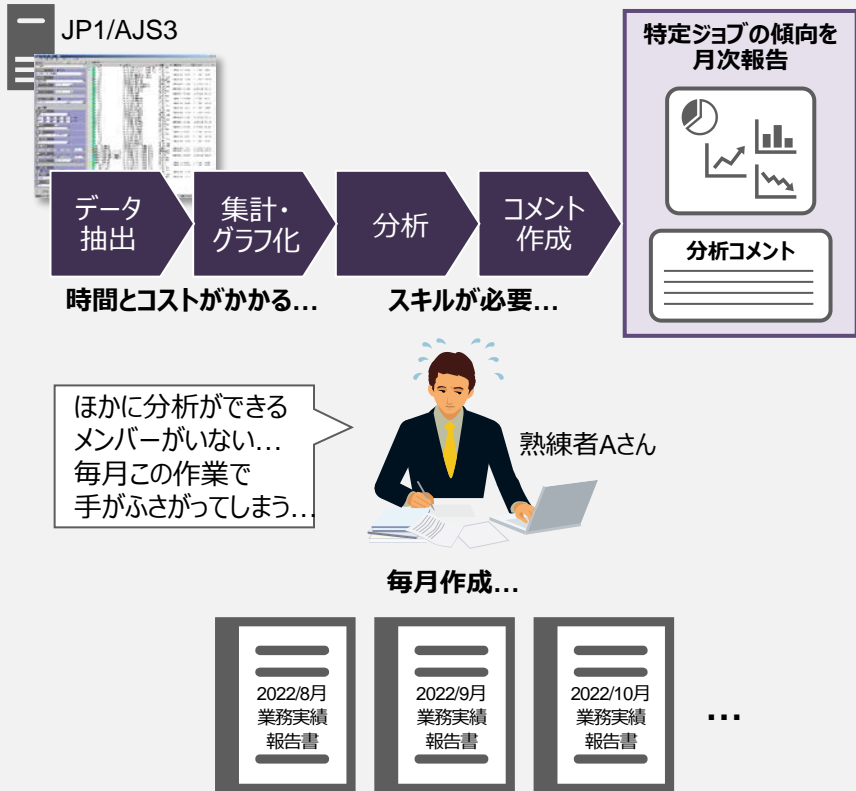 JP1/AJS3
特定ジョブの傾向を
月次報告
データ
抽出
集計・
グラフ化
分析
コメント
作成
分析コメント
時間とコストがかかる…
スキルが必要…
ほかに分析ができる
メンバーがいない…
毎月この作業で
手がふさがってしまう…
熟練者Aさん
毎月作成…
2022/8月
業務実績
報告書
2022/9月
業務実績
報告書
2022/10月
業務実績
報告書
…